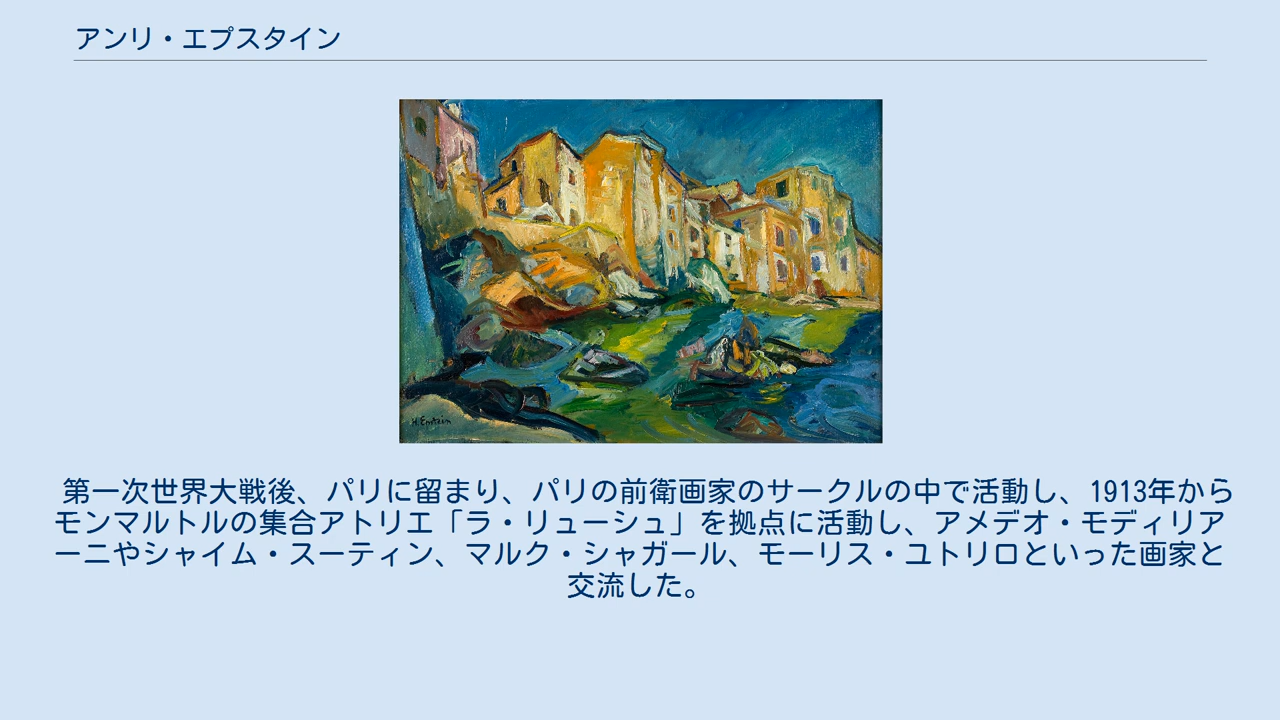 アンリ・エプスタイン
H. Epstein
第一次世界大戦後、パリに留まり、パリの前衛画家のサークルの中で活動し、1913年から
モンマルトルの集合アトリエ「ラ・リューシュ」を拠点に活動し、アメデオ・モディリア
ーニやシャイム・スーティン、マルク・シャガール、モーリス・ユトリロといった画家と
交流した。